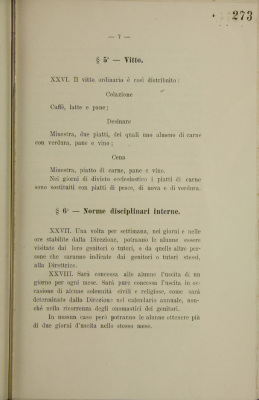 273
— 7 —
§ 5° — Vitto.
XXVI. Il vitto ordinario è così distribuito:
Colazione
Caffè, latte e pane;
Desinare
Minestra, due piatti, dei quali uno almeno di carne
con verdura, pane e vino;
Cena
Minestra, piatto di carne, pane e vino.
Nei giorni di divieto ecclesiastico i piatti di carne
sono sostituiti con piatti di pesce, di uova e di verdura.
§ 6° — Norme disciplinari interne.
XXVII. Una volta per settimana, nei giorni e nelle
ore stabilite dalla Direzione, potranno le alunne essere
visitate dai loro genitori o tutori, e da quelle altre per-
sone che saranno indicate dai genitori o tutori stessi,
alla Direttrice.
XXVIII. Sarà concessa alle alunne l'uscita di un
giorno per ogni mese. Sarà pure concessa l'uscita in oc-
casione di alcune solennità civili e religiose, come sarà
determinato dalla Direzione nel calendario annuale, non-
chè nella ricorrenza degli onomastici dei genitori.
In nessun caso però potranno le alunne ottenere più
di due giorni d'uscita nello stesso mese.